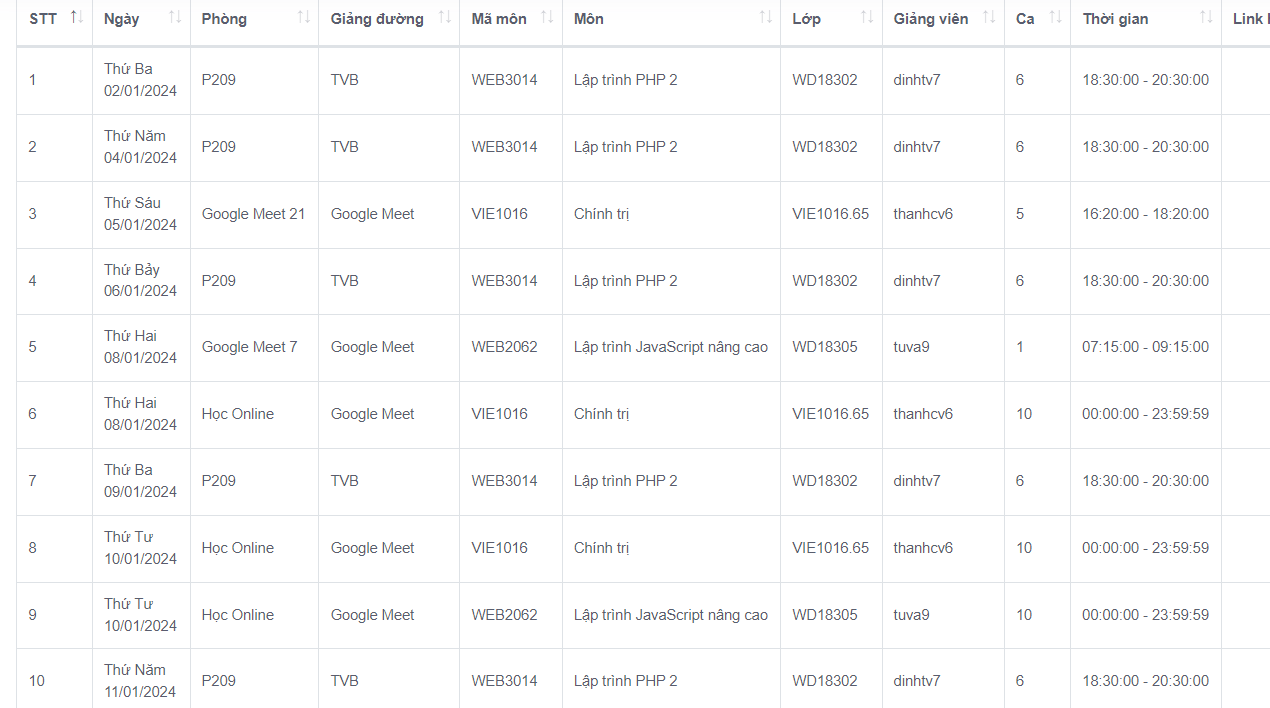 STT Ngày Phòng Giảng đường Mã môn Môn Lớp Giảng viên Ca Thời gian Link
1 Thứ Ba 02/01/2024 P209 TVB WEB3014 Lập trình PHP 2 WD18302 dinhtv7 6 18:30:00 - 20:30:00
2 Thứ Năm 04/01/2024 P209 TVB WEB3014 Lập trình PHP 2 WD18302 dinhtv7 6 18:30:00 - 20:30:00
3 Thứ Sáu 05/01/2024 Google Meet 21 Google Meet VIE1016 Chính trị VIE1016.65 thanhcv6 5 16:20:00 - 18:20:00
4 Thứ Bảy 06/01/2024 P209 TVB WEB3014 Lập trình PHP 2 WD18302 dinhtv7 6 18:30:00 - 20:30:00
5 Thứ Hai 08/01/2024 Google Meet 7 Google Meet WEB2062 Lập trình JavaScript nâng cao WD18305 tuva9 1 07:15:00 - 09:15:00
6 Thứ Hai 08/01/2024 Học Online Google Meet VIE1016 Chính trị VIE1016.65 thanhcv6 10 00:00:00 - 23:59:59
7 Thứ Ba 09/01/2024 P209 TVB WEB3014 Lập trình PHP 2 WD18302 dinhtv7 6 18:30:00 - 20:30:00
8 Thứ Tư 10/01/2024 Học Online Google Meet VIE1016 Chính trị VIE1016.65 thanhcv6 10 00:00:00 - 23:59:59
9 Thứ Tư 10/01/2024 Học Online Google Meet WEB2062 Lập trình JavaScript nâng cao WD18305 tuva9 10 00:00:00 - 23:59:59
10 Thứ Năm 11/01/2024 P209 TVB WEB3014 Lập trình PHP 2 WD18302 dinhtv7 6 18:30:00 - 20:30:00